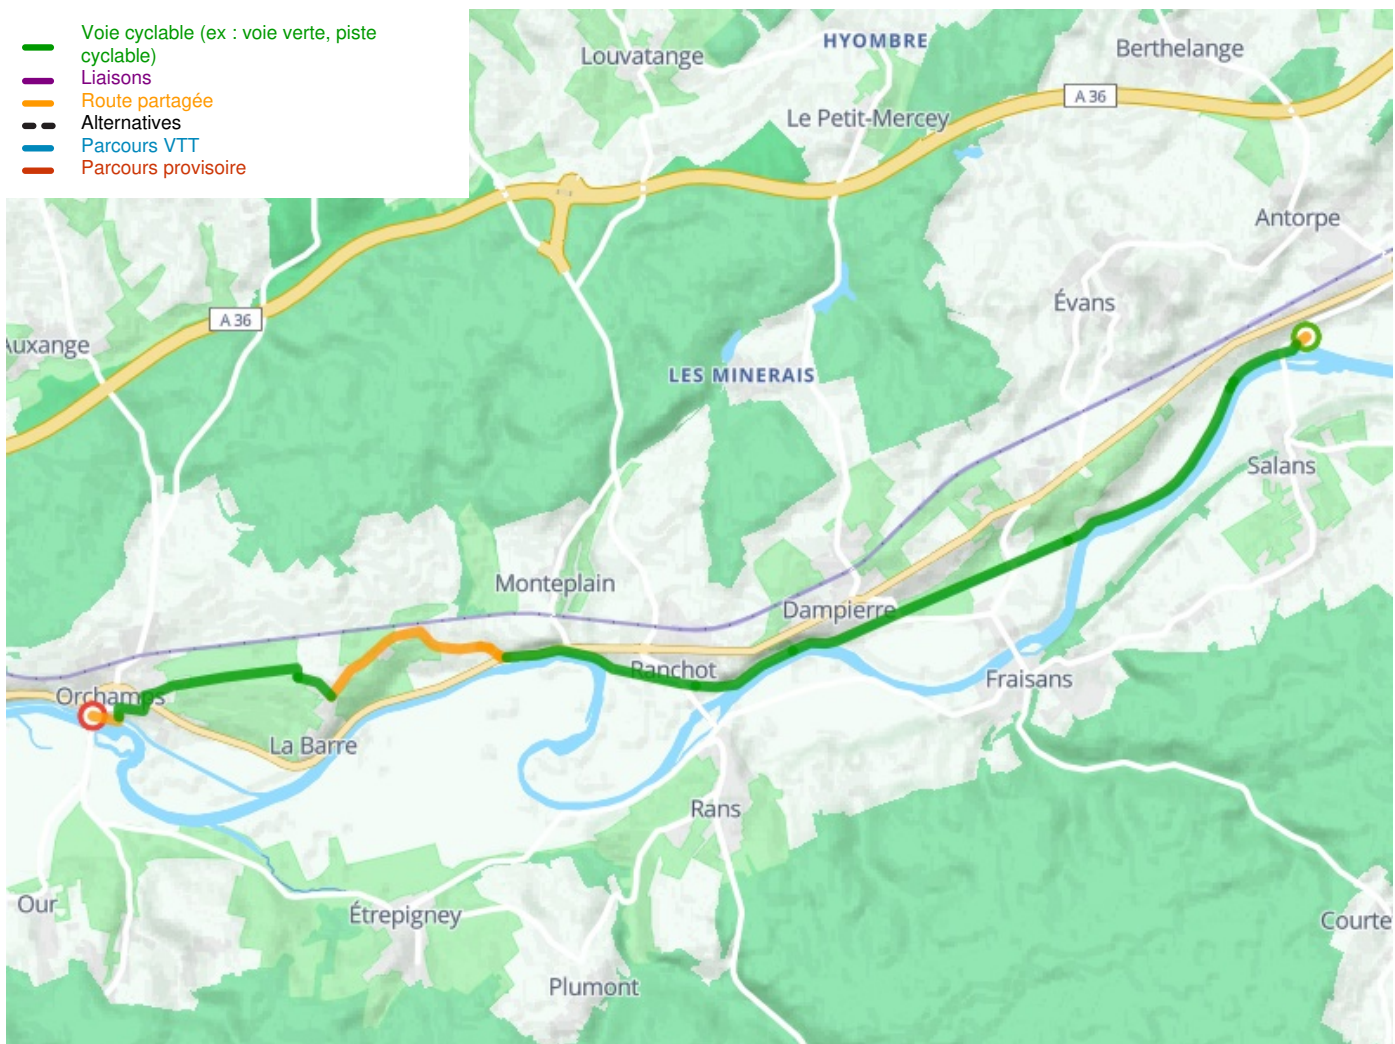 Voie cyclable (ex : voie verte, piste
cyclable)
Liaisons
Route partagée
Alternatives
Parcours VTT
Parcours provisoire
Louvatange
HYOMBRE
Berthelange
A 36
Le Petit-Mercey
Antorpe
Évans
A 36
Auxange
LES MINERAIS
Salans
Monteplain
Dampierre
Ranchot
Fraisans
Orchamps
La Barre
Rans
Our
Étrepigney
Courte
Plumont